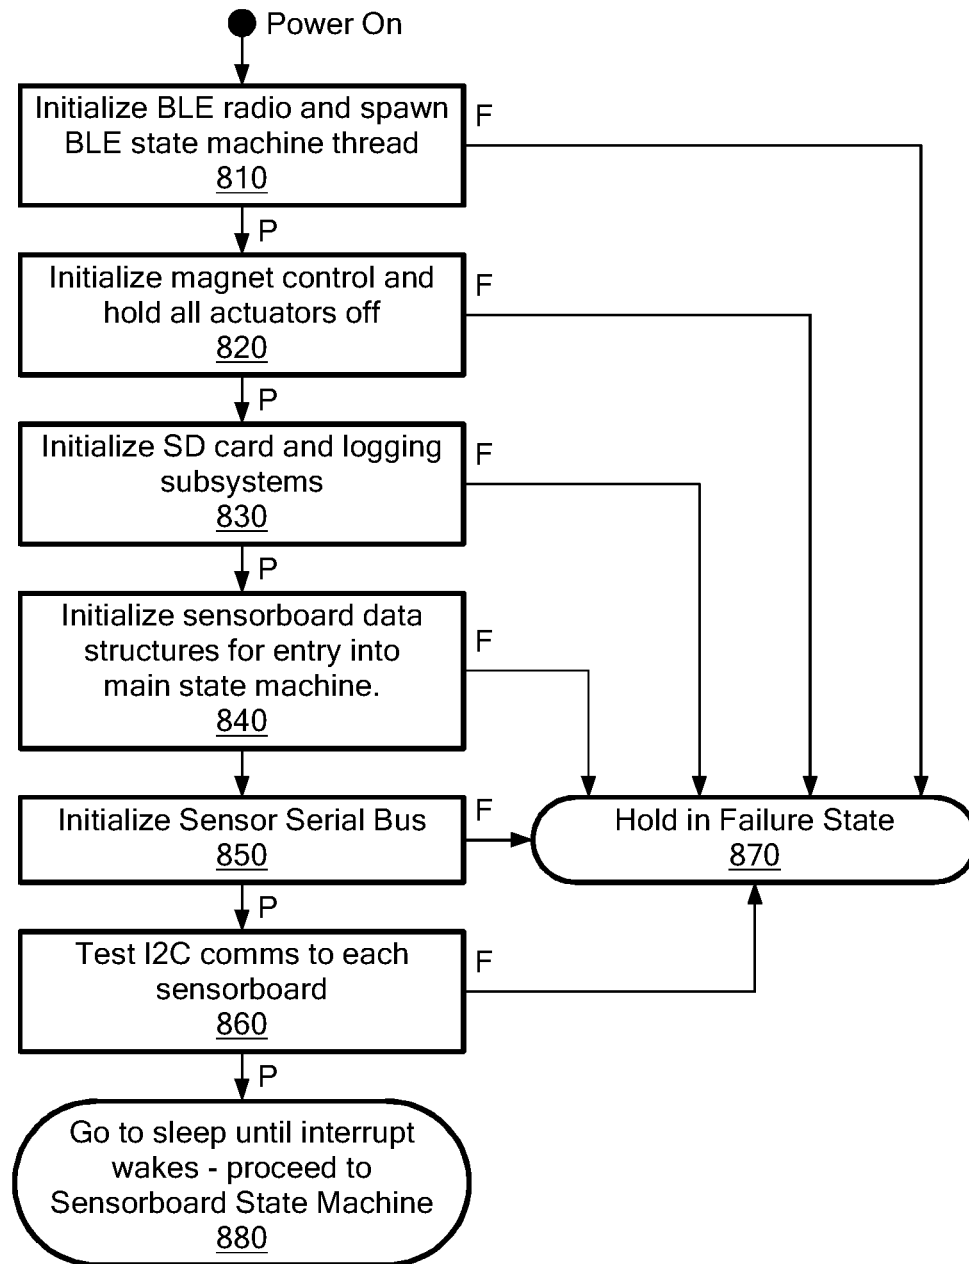 Power On
Initialize BLE radio and spawn
BLE state machine thread
810
F
P
Initialize magnet control and
hold all actuators off
820
F
P
Initialize SD card and logging
subsystems
830
F
P
Initialize sensorboard data
structures for entry into
main state machine.
840
F
Initialize Sensor Serial Bus
850
F
Hold in Failure State
870
P
Test I2C comms to each
sensorboard
860
F
P
Go to sleep until interrupt
wakes - proceed to
Sensorboard State Machine
880